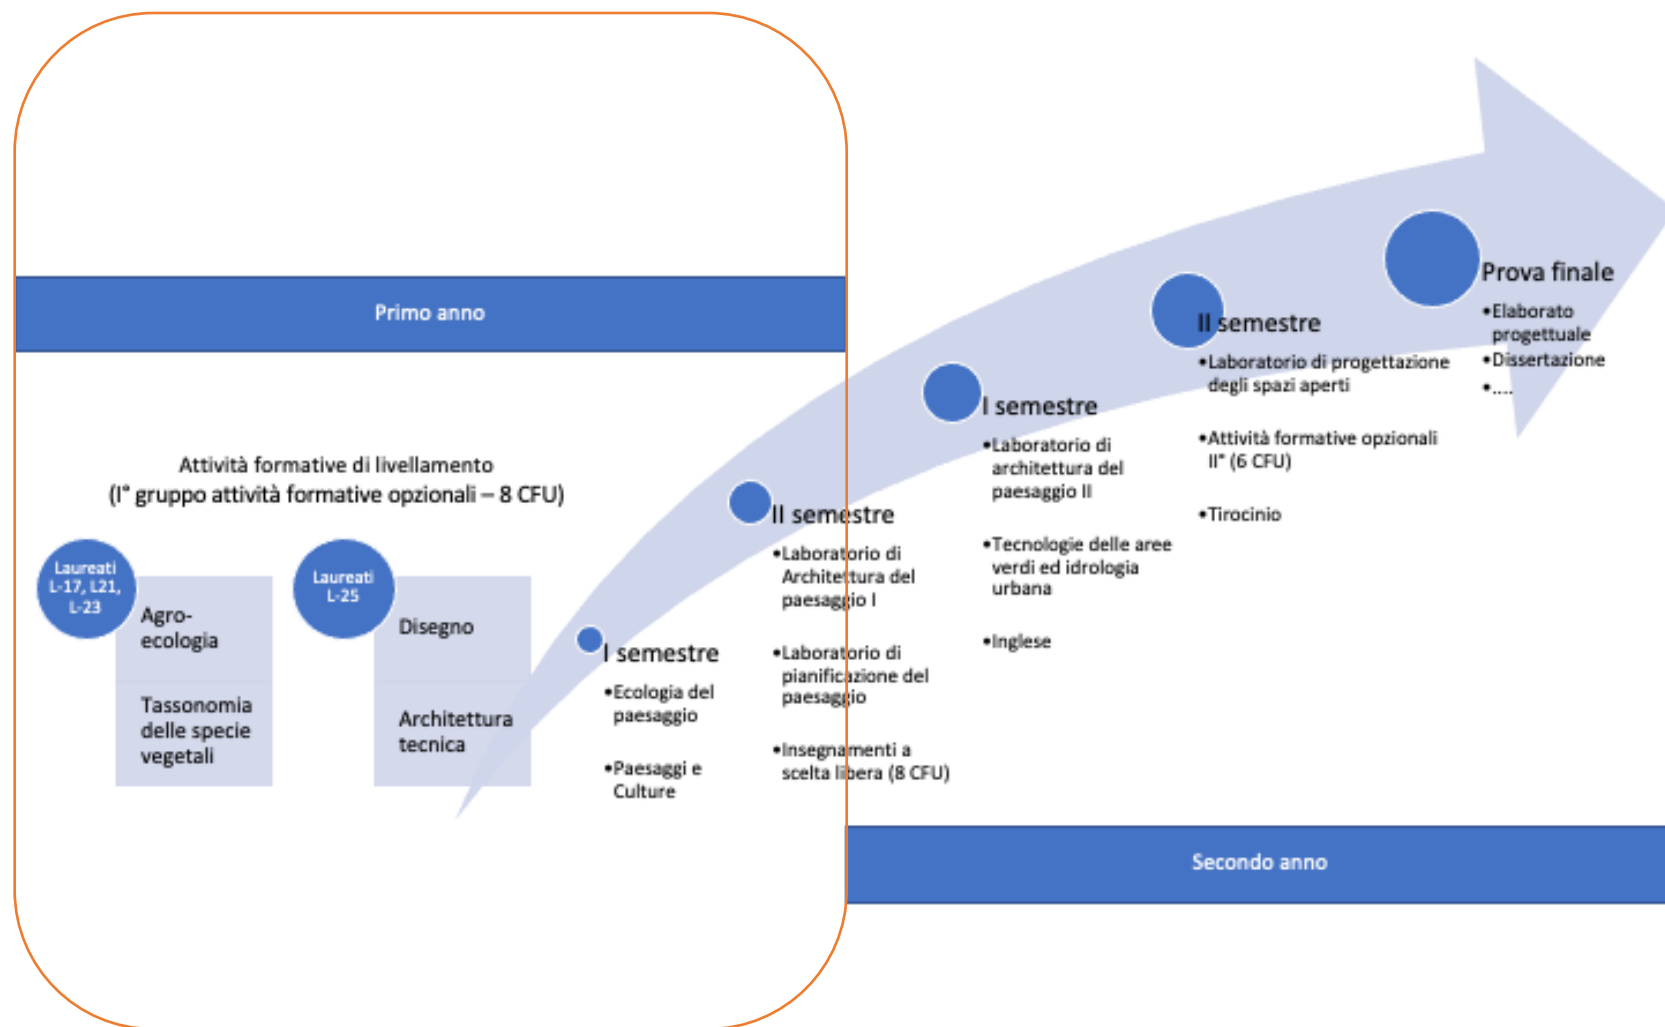 Primo anno
Attività formative di livellamento
(I° gruppo attività formative opzionali – 8 CFU)
Laureati
L-17, L21,
L-23
Agro-
ecologia
Tassonomia
delle specie
vegetali
Laureati
L-25
Disegno
Architettura
tecnica
I semestre
•Ecologia del
paesaggio
•Paesaggi e
Culture
II semestre
•Laboratorio di
Architettura del
paesaggio I
•Laboratorio di
pianificazione del
paesaggio
•Insegnamenti a
scelta libera (8 CFU)
I semestre
•Laboratorio di
architettura del
paesaggio II
•Tecnologie delle aree
verdi ed idrologia
urbana
•Inglese
II semestre
•Laboratorio di progettazione
degli spazi aperti
•Attività formative opzionali
II° (6 CFU)
•Tirocinio
Prova finale
•Elaborato
progettuale
•Dissertazione
•....
Secondo anno